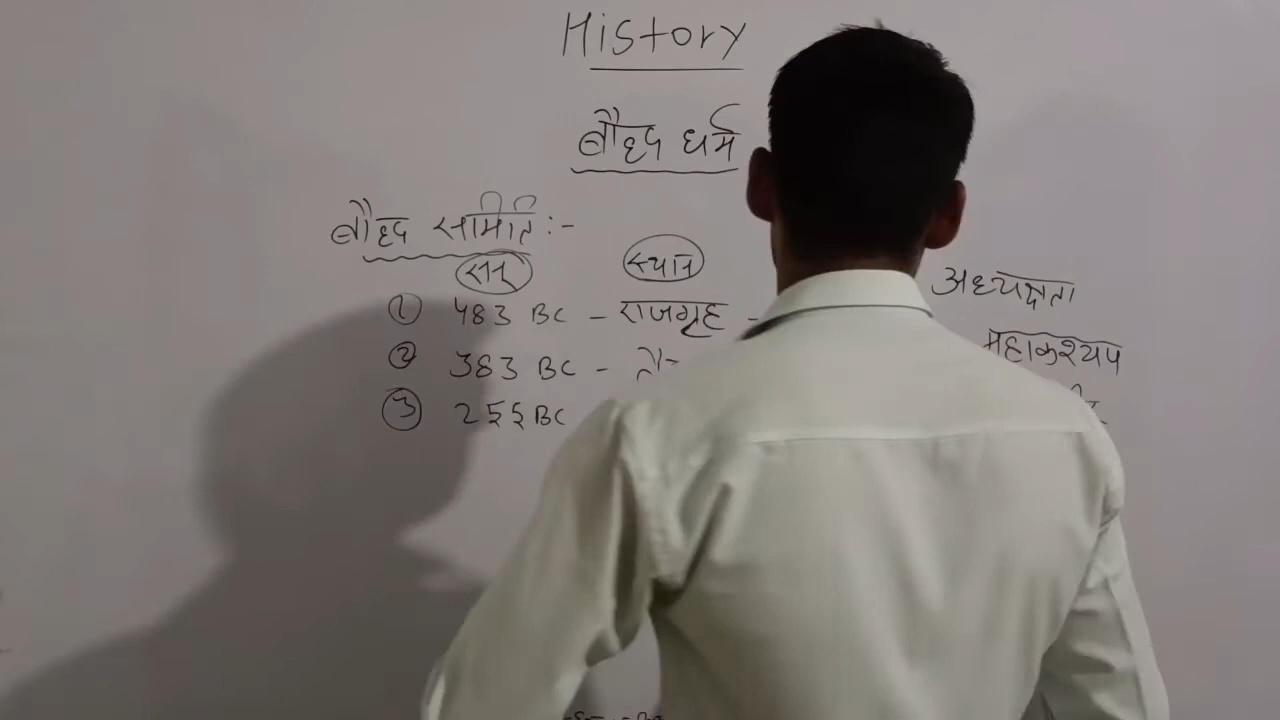 History
बौद्द धर्म
बौद्द समिति :-
सन् स्थान अध्यक्षता
① 483 BC - राजगृह - महाकश्यप
② 383 BC -
③ 255 BC